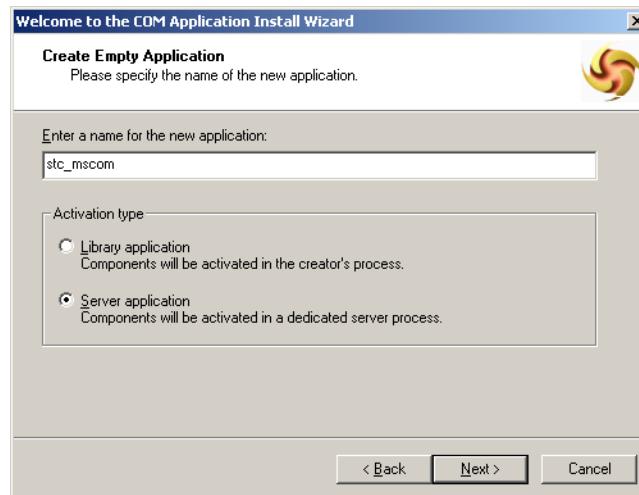 Welcome to the COM Application Install Wizard
Create Empty Application
Please specify the name of the new application.
Enter a name for the new application:
stc_mscom
Activation type
Library application
Components will be activated in the creator's process.
Server application
Components will be activated in a dedicated server process.
< Back
Next >
Cancel